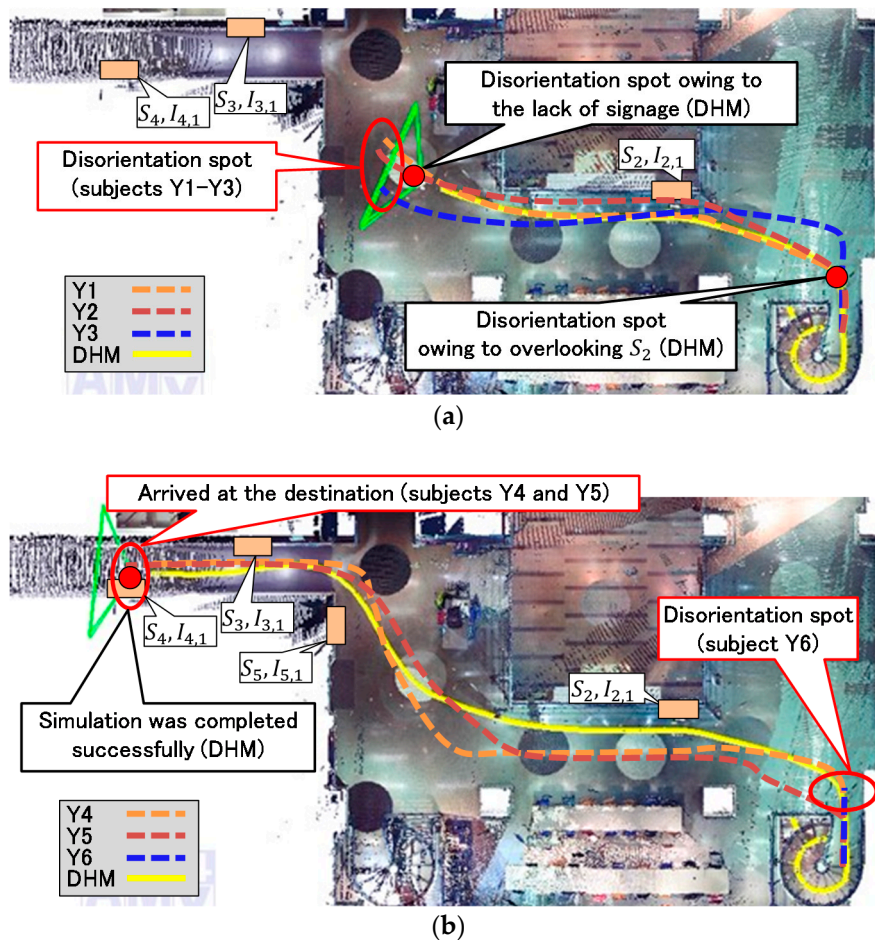 S₃, I₃,₁
S₄, I₄,₁
Disorientation spot owing to
the lack of signage (DHM)
Disorientation spot
(subjects Y1–Y3)
S₂, I₂,₁
Y1
Y2
Y3
DHM
Disorientation spot
owing to overlooking S₂ (DHM)
(a)
Arrived at the destination (subjects Y4 and Y5)
S₄, I₄,₁
S₃, I₃,₁
S₅, I₅,₁
Disorientation spot
(subject Y6)
S₂, I₂,₁
Simulation was completed
successfully (DHM)
Y4
Y5
Y6
DHM
(b)